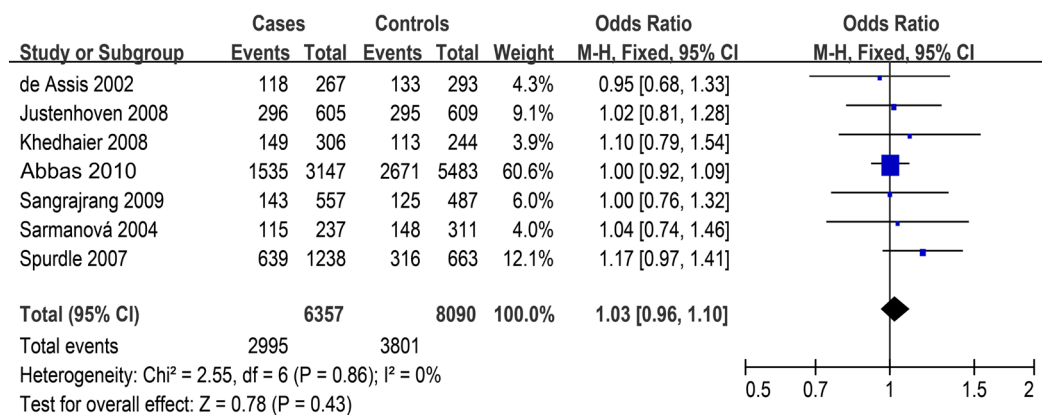 Cases Controls Odds Ratio Odds Ratio
Study or Subgroup Events Total Events Total Weight M-H, Fixed, 95% CI M-H, Fixed, 95% CI
de Assis 2002 118 267 133 293 4.3% 0.95 [0.68, 1.33]
Justenhoven 2008 296 605 295 609 9.1% 1.02 [0.81, 1.28]
Khedhaier 2008 149 306 113 244 3.9% 1.10 [0.79, 1.54]
Abbas 2010 1535 3147 2671 5483 60.6% 1.00 [0.92, 1.09]
Sangrajrang 2009 143 557 125 487 6.0% 1.00 [0.76, 1.32]
Sarmanová 2004 115 237 148 311 4.0% 1.04 [0.74, 1.46]
Spurdle 2007 639 1238 316 663 12.1% 1.17 [0.97, 1.41]
Total (95% CI) 6357 8090 100.0% 1.03 [0.96, 1.10]
Total events 2995 3801
Heterogeneity: Chi² = 2.55, df = 6 (P = 0.86); I² = 0%
Test for overall effect: Z = 0.78 (P = 0.43)
0.5 0.7 1 1.5 2